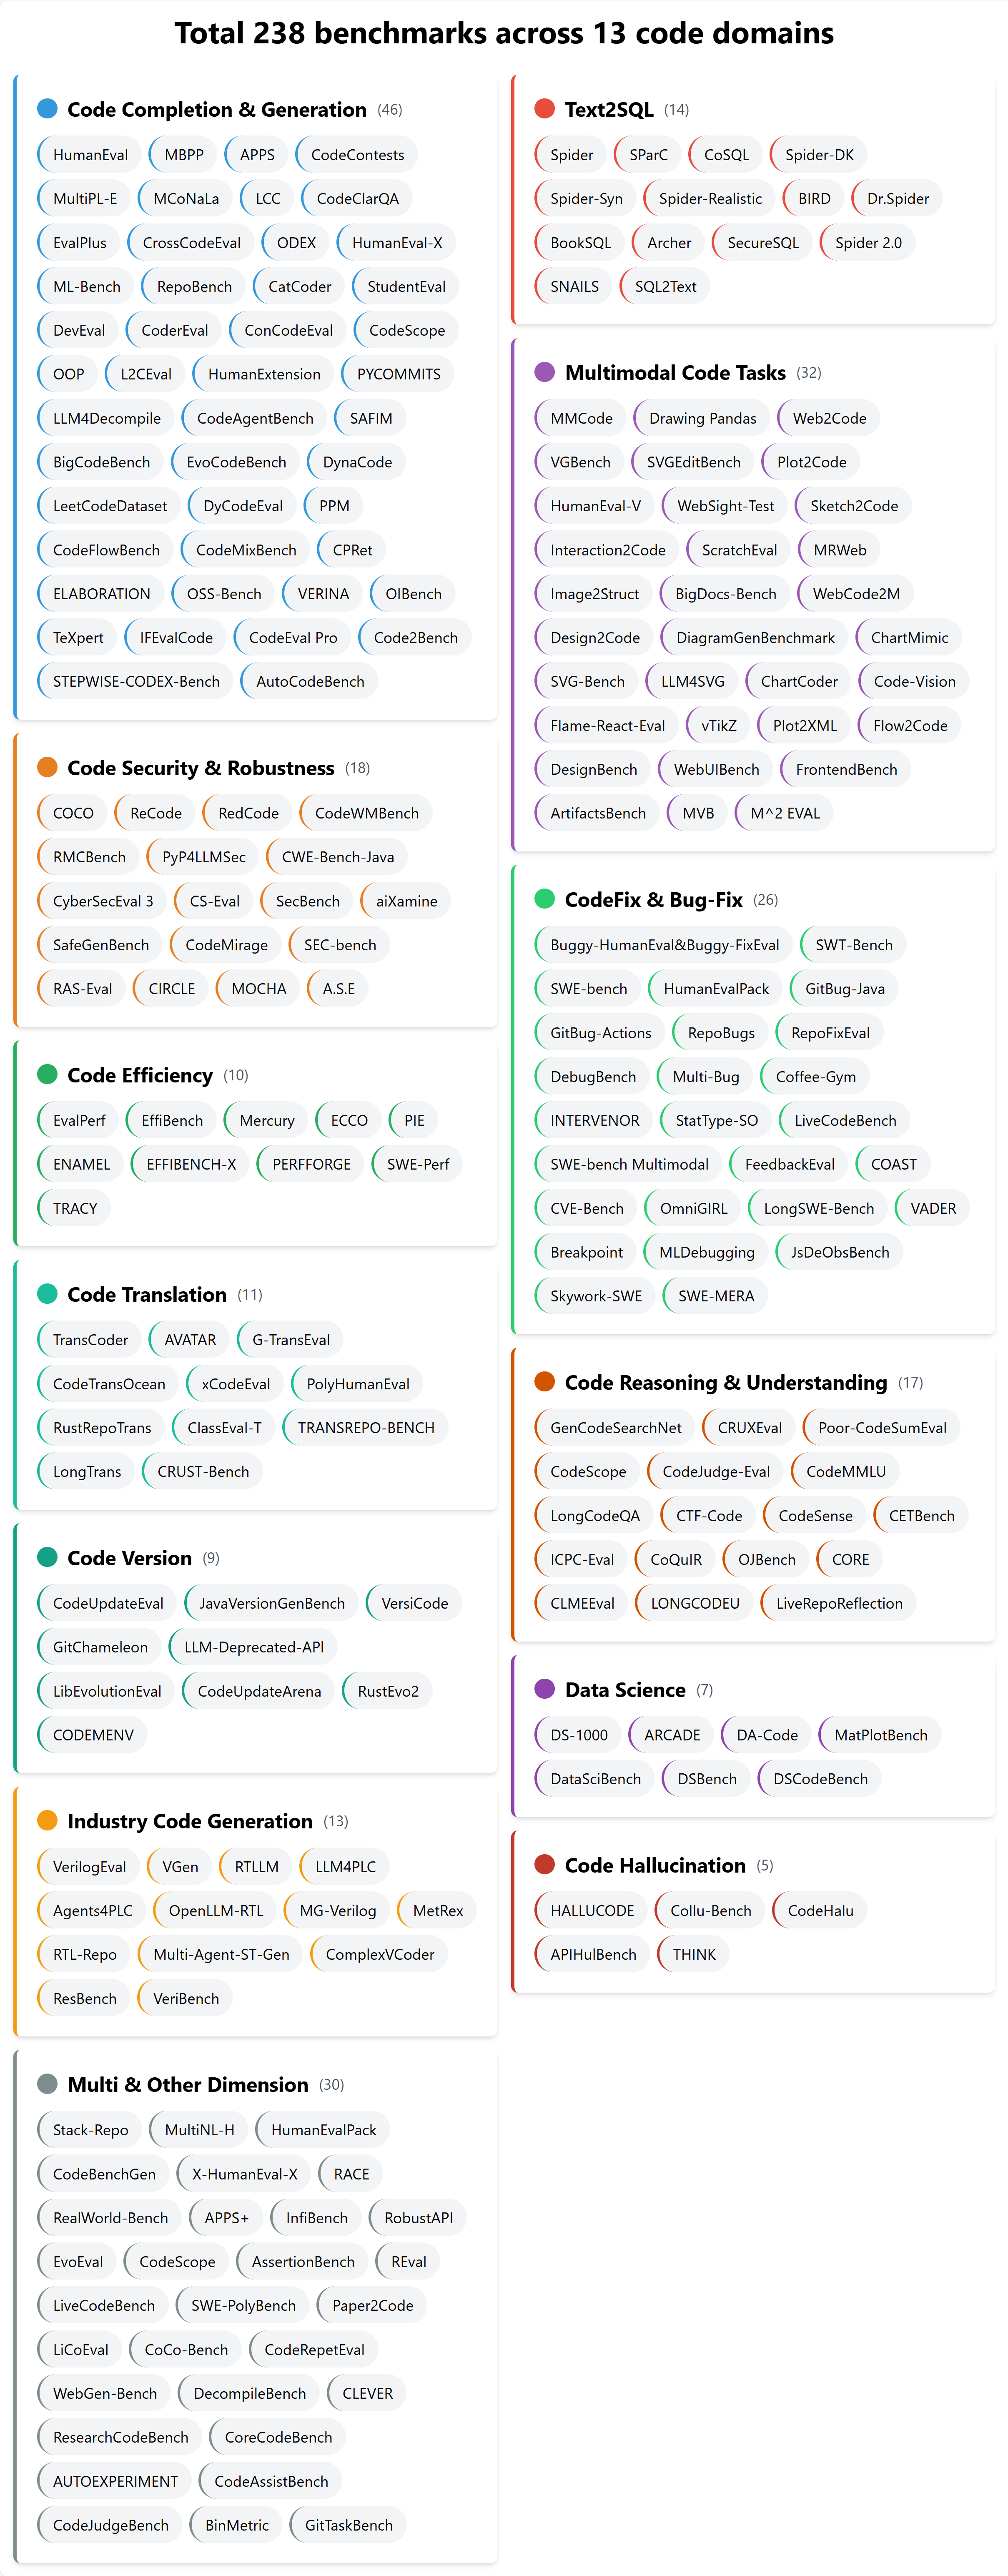 Total 238 benchmarks across 13 code domains
Code Completion & Generation (46)
HumanEval MBPP APPS CodeContests
MultiPL-E MCoNaLa LCC CodeClarQA
EvalPlus CrossCodeEval ODEX HumanEval-X
ML-Bench RepoBench CatCoder StudentEval
DevEval CoderEval ConCodeEval CodeScope
OOP L2CEval HumanExtension PYCOMMITS
LLM4Decompile CodeAgentBench SAFIM
BigCodeBench EvoCodeBench DynaCode
LeetCodeDataset DyCodeEval PPM
CodeFlowBench CodeMixBench CPRet
ELABORATION OSS-Bench VERINA OIBench
TeXpert IFEvalCode CodeEval Pro Code2Bench
STEPWISE-CODEX-Bench AutoCodeBench
Code Security & Robustness (18)
COCO ReCode RedCode CodeWMBench
RMCBench PyP4LLMSec CWE-Bench-Java
CyberSecEval 3 CS-Eval SecBench aiXamine
SafeGenBench CodeMirage SEC-bench
RAS-Eval CIRCLE MOCHA A.S.E
Code Efficiency (10)
EvalPerf EffiBench Mercury ECCO PIE
ENAMEL EFFIBENCH-X PERFFORGE SWE-Perf
TRACY
Code Translation (11)
TransCoder AVATAR G-TransEval
CodeTransOcean xCodeEval PolyHumanEval
RustRepoTrans ClassEval-T TRANSREPO-BENCH
LongTrans CRUST-Bench
Code Version (9)
CodeUpdateEval JavaVersionGenBench VersiCode
GitChameleon LLM-Deprecated-API
LibEvolutionEval CodeUpdateArena RustEvo2
CODEMENV
Industry Code Generation (13)
VerilogEval VGen RTLLM LLM4PLC
Agents4PLC OpenLLM-RTL MG-Verilog MetRex
RTL-Repo Multi-Agent-ST-Gen ComplexVCoder
ResBench VeriBench
Multi & Other Dimension (30)
Stack-Repo MultiNL-H HumanEvalPack
CodeBenchGen X-HumanEval-X RACE
RealWorld-Bench APPS+ InfiBench RobustAPI
EvoEval CodeScope AssertionBench REval
LiveCodeBench SWE-PolyBench Paper2Code
LiCoEval CoCo-Bench CodeRepetEval
WebGen-Bench DecompileBench CLEVER
ResearchCodeBench CoreCodeBench
AUTOEXPERIMENT CodeAssistBench
CodeJudgeBench BinMetric GitTaskBench
Text2SQL (14)
Spider SParC CoSQL Spider-DK
Spider-Syn Spider-Realistic BIRD Dr.Spider
BookSQL Archer SecureSQL Spider 2.0
SNAILS SQL2Text
Multimodal Code Tasks (32)
MMCode Drawing Pandas Web2Code
VGBench SVGEditBench Plot2Code
HumanEval-V WebSight-Test Sketch2Code
Interaction2Code ScratchEval MRWeb
Image2Struct BigDocs-Bench WebCode2M
Design2Code DiagramGenBenchmark ChartMimic
SVG-Bench LLM4SVG ChartCoder Code-Vision
Flame-React-Eval vTikZ Plot2XML Flow2Code
DesignBench WebUIBench FrontendBench
ArtifactsBench MVB M^2 EVAL
CodeFix & Bug-Fix (26)
Buggy-HumanEval&Buggy-FixEval SWT-Bench
SWE-bench HumanEvalPack GitBug-Java
GitBug-Actions RepoBugs RepoFixEval
DebugBench Multi-Bug Coffee-Gym
INTERVENOR StatType-SO LiveCodeBench
SWE-bench Multimodal FeedbackEval COAST
CVE-Bench OmniGIRL LongSWE-Bench VADER
Breakpoint MLDebugging JsDeObsBench
Skywork-SWE SWE-MERA
Code Reasoning & Understanding (17)
GenCodeSearchNet CRUXEval Poor-CodeSumEval
CodeScope CodeJudge-Eval CodeMMLU
LongCodeQA CTF-Code CodeSense CETBench
ICPC-Eval CoQuIR OJBench CORE
CLMEEval LONGCODEU LiveRepoReflection
Data Science (7)
DS-1000 ARCADE DA-Code MatPlotBench
DataSciBench DSBench DSCodeBench
Code Hallucination (5)
HALLUCODE Collu-Bench CodeHalu
APIHulBench THINK